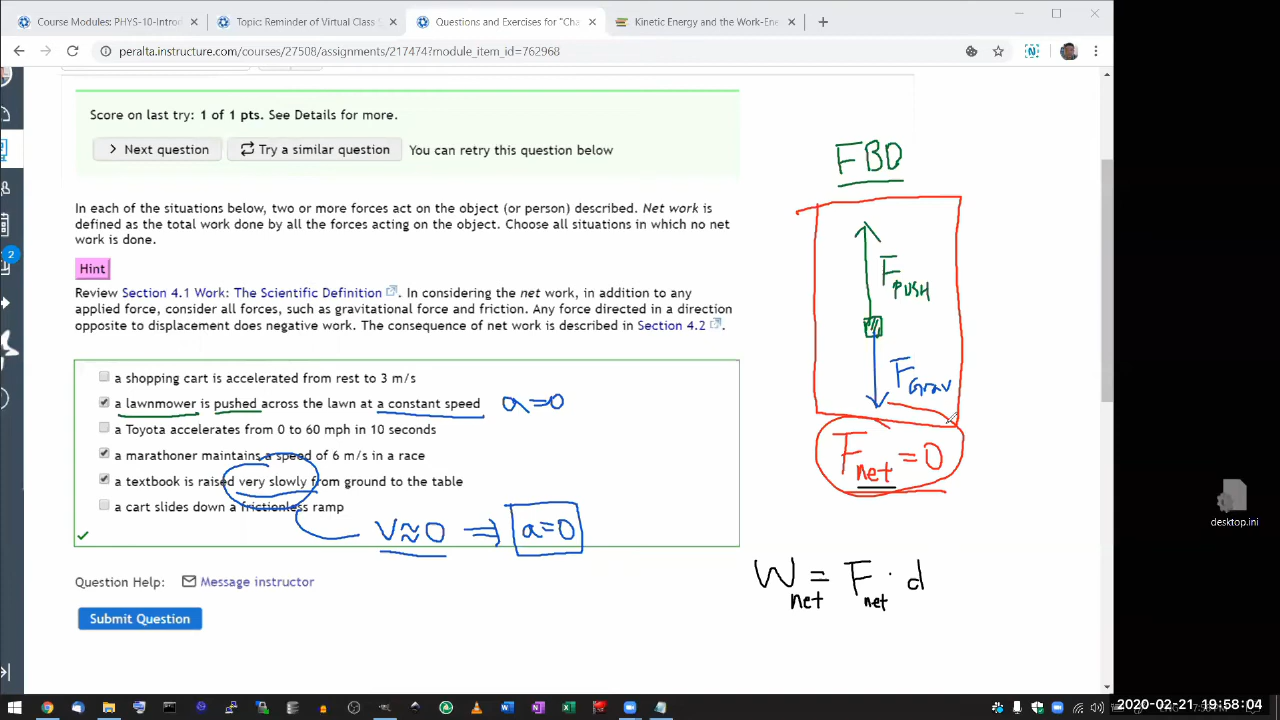 Course Modules: PHYS-10-Introd
Topic: Reminder of Virtual Class S
Questions and Exercises for "Cha
Kinetic Energy and the Work-Ene
peralta.instructure.com/courses/27508/assignments/217474?module_item_id=762968
Score on last try: 1 of 1 pts. See Details for more.
Next question
Try a similar question
You can retry this question below
In each of the situations below, two or more forces act on the object (or person) described. Net work is
defined as the total work done by all the forces acting on the object. Choose all situations in which no net
work is done.
Hint
Review Section 4.1 Work: The Scientific Definition. In considering the net work, in addition to any
applied force, consider all forces, such as gravitational force and friction. Any force directed in a direction
opposite to displacement does negative work. The consequence of net work is described in Section 4.2.
a shopping cart is accelerated from rest to 3 m/s
a lawnmower is pushed across the lawn at a constant speed a=0
a Toyota accelerates from 0 to 60 mph in 10 seconds
a marathoner maintains a speed of 6 m/s in a race
a textbook is raised very slowly from ground to the table
a cart slides down a frictionless ramp
V≈0 ⇒ a=0
Question Help: Message instructor
Submit Question
FBD
F PUSH
F Grav
F net = 0
W net = F net · d
2
desktop.ini
2020-02-21 19:58:04